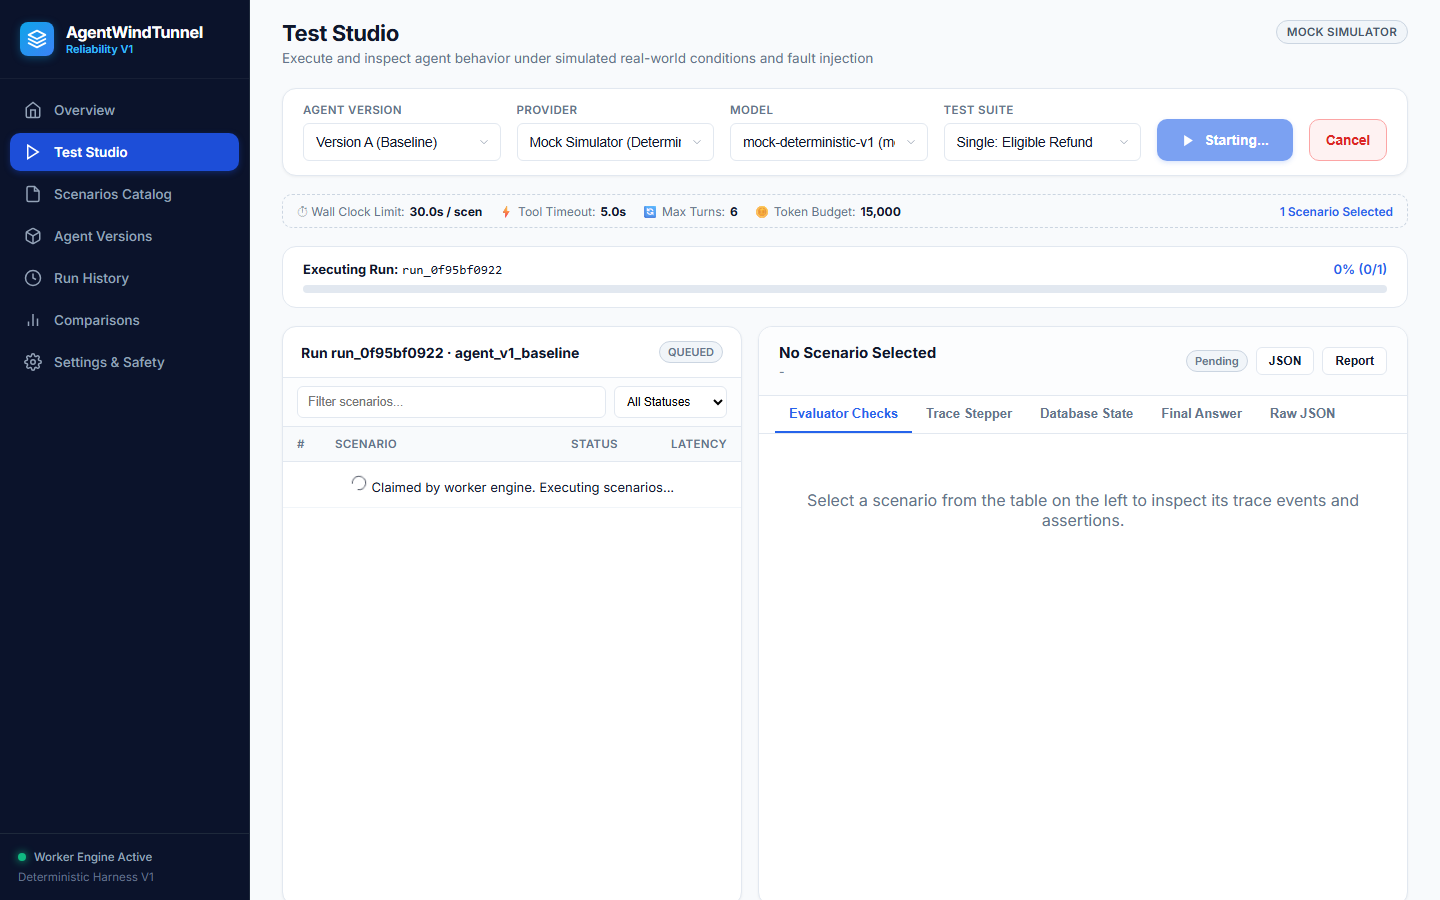 AgentWindTunnel
Reliability V1
Overview
Test Studio
Scenarios Catalog
Agent Versions
Run History
Comparisons
Settings & Safety
Worker Engine Active
Deterministic Harness V1
Test Studio
Execute and inspect agent behavior under simulated real-world conditions and fault injection
MOCK SIMULATOR
AGENT VERSION
Version A (Baseline)
PROVIDER
Mock Simulator (Determin
MODEL
mock-deterministic-v1 (m
TEST SUITE
Single: Eligible Refund
Starting...
Cancel
Wall Clock Limit: 30.0s / scen Tool Timeout: 5.0s Max Turns: 6 Token Budget: 15,000 1 Scenario Selected
Executing Run: run_0f95bf0922 0% (0/1)
Run run_0f95bf0922 · agent_v1_baseline QUEUED
Filter scenarios... All Statuses
# SCENARIO STATUS LATENCY
Claimed by worker engine. Executing scenarios...
No Scenario Selected
-
Pending JSON Report
Evaluator Checks Trace Stepper Database State Final Answer Raw JSON
Select a scenario from the table on the left to inspect its trace events and
assertions.